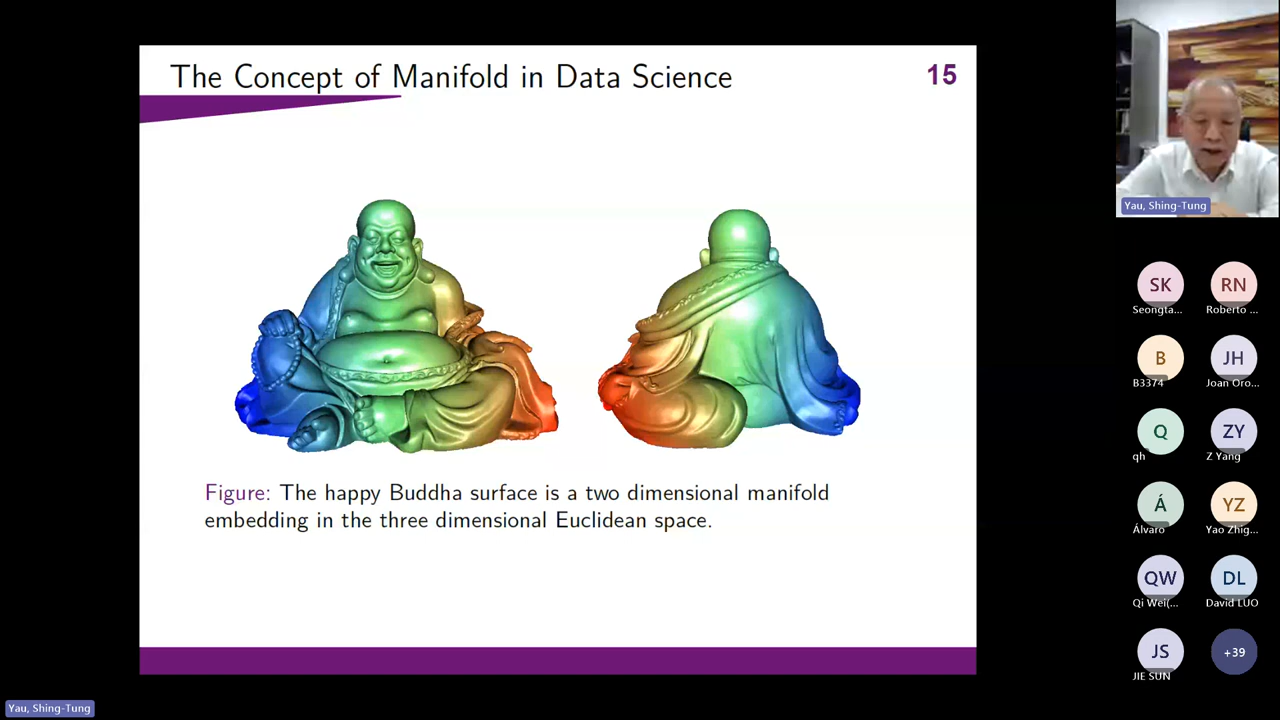 The Concept of Manifold in Data Science
15
Figure: The happy Buddha surface is a two dimensional manifold
embedding in the three dimensional Euclidean space.
Yau, Shing-Tung
SK
Seongta...
RN
Roberto ...
B
B3374
JH
Joan Oro...
Q
qh
ZY
Z Yang
Á
Álvaro
YZ
Yao Zhig...
QW
Qi Wei(...
DL
David LUO
JS
JIE SUN
+39
Yau, Shing-Tung